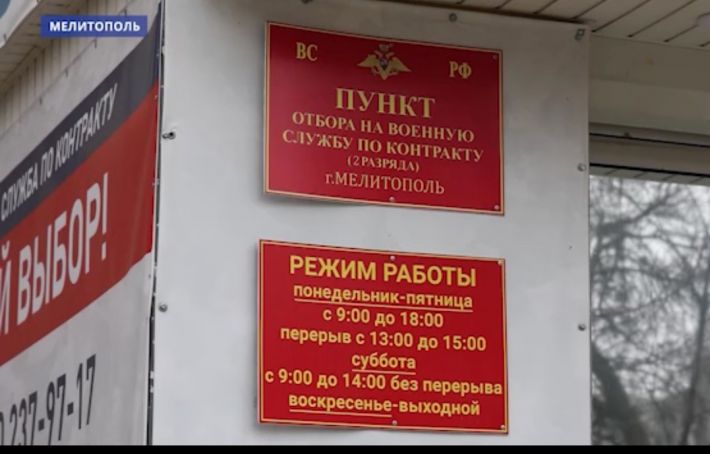 МЕЛИТОПОЛЬ
ВС РФ
ПУНКТ
ОТБОРА НА ВОЕННУЮ
СЛУЖБУ ПО КОНТРАКТУ
(2 РАЗРЯДА)
г.МЕЛИТОПОЛЬ
РЕЖИМ РАБОТЫ
понедельник-пятница
с 9:00 до 18:00
перерыв с 13:00 до 15:00
суббота
с 9:00 до 14:00 без перерыва
воскресенье-выходной
СЛУЖБА ПО КОНТРАКТУ
ВЫБОР!
237-97-17